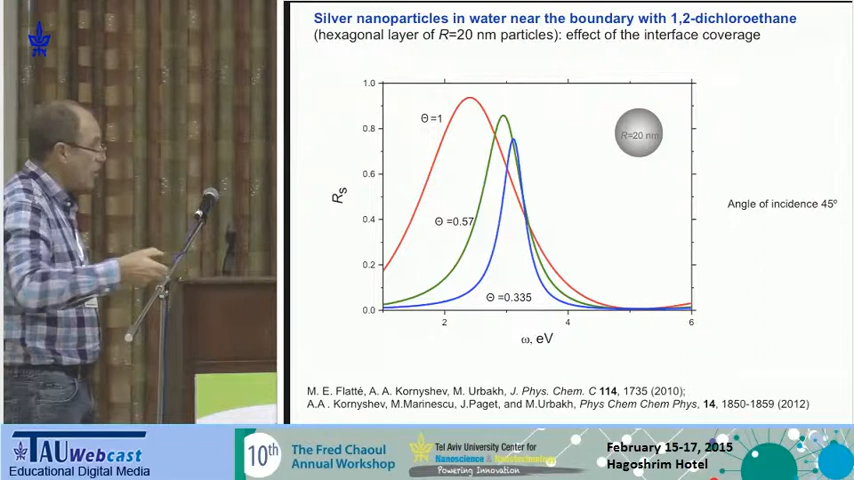 Silver nanoparticles in water near the boundary with 1,2-dichloroethane
(hexagonal layer of R=20 nm particles): effect of the interface coverage
1.0
0.8
0.6
0.4
0.2
0.0
Rs
Θ=1
Θ =0.57
Θ =0.335
R=20 nm
2
4
6
ω, eV
Angle of incidence 45º
M. E. Flatté, A. A. Kornyshev, M. Urbakh, J. Phys. Chem. C 114, 1735 (2010);
A.A . Kornyshev, M.Marinescu, J.Paget, and M.Urbakh, Phys Chem Chem Phys, 14, 1850-1859 (2012)
TAU Webcast
Educational Digital Media
10th
The Fred Chaoul
Annual Workshop
Tel Aviv University Center for
Nanoscience & Nanotechnology
Powering Innovation
February 15-17, 2015
Hagoshrim Hotel